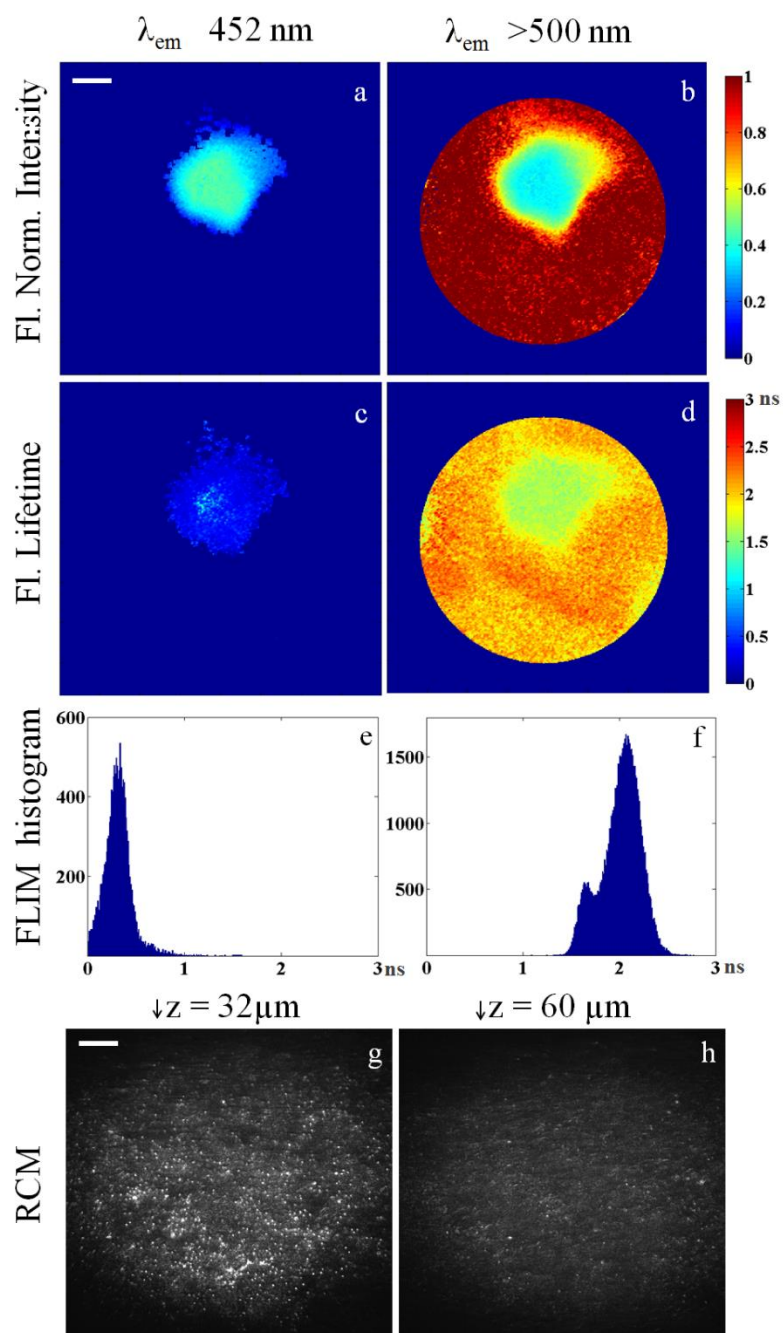 λem 452 nm
λem >500 nm
Fl. Norm. Intensity
a
b
1
0.8
0.6
0.4
0.2
0
Fl. Lifetime
c
d
3 ns
2.5
2
1.5
1
0.5
0
FLIM histogram
600
400
200
e
0
1
2
3 ns
1500
1000
500
f
0
1
2
3 ns
↓z = 32μm
↓z = 60 μm
RCM
g
h